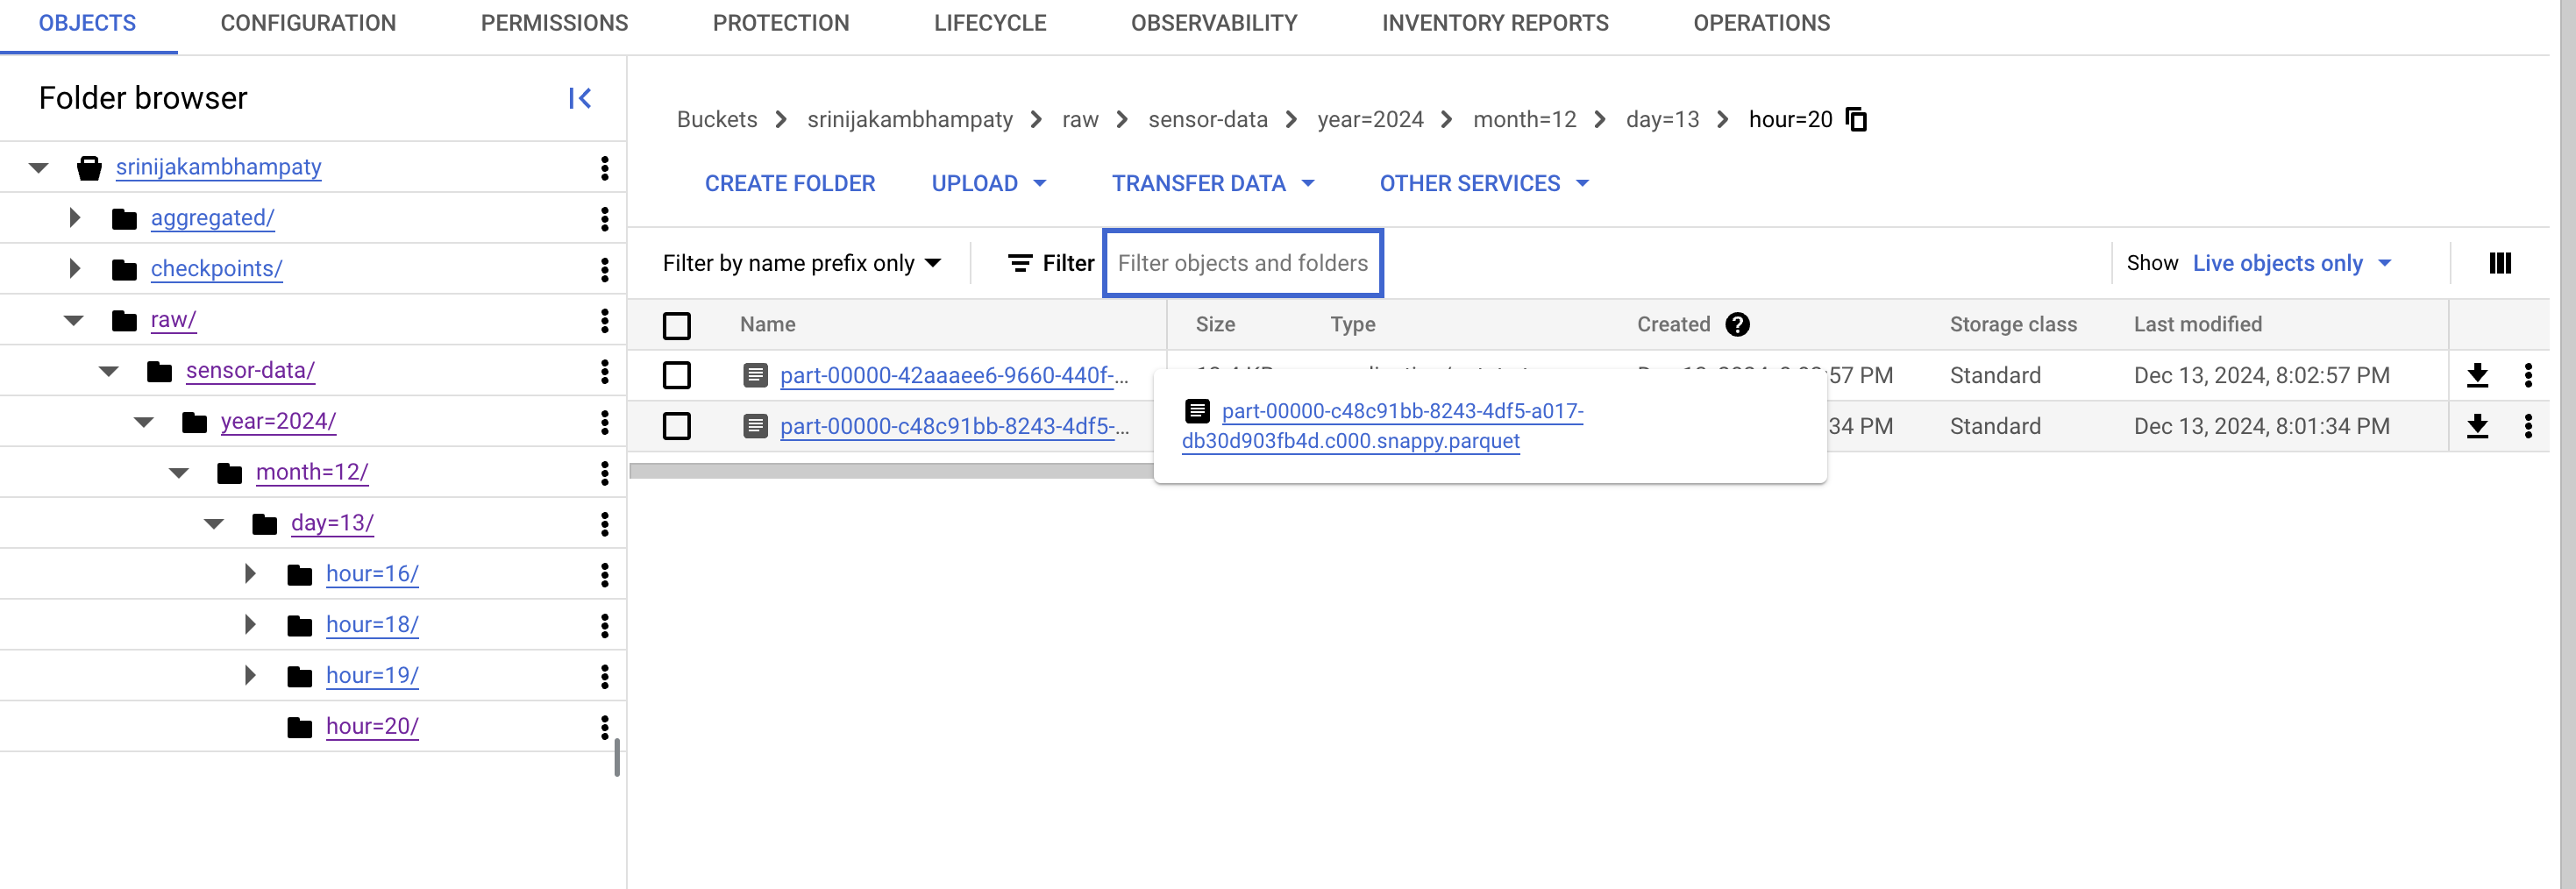 OBJECTS CONFIGURATION PERMISSIONS PROTECTION LIFECYCLE OBSERVABILITY INVENTORY REPORTS OPERATIONS
Folder browser
srinijakambhampaty
aggregated/
checkpoints/
raw/
sensor-data/
year=2024/
month=12/
day=13/
hour=16/
hour=18/
hour=19/
hour=20/
Buckets srinijakambhampaty raw sensor-data year=2024 month=12 day=13 hour=20
CREATE FOLDER UPLOAD TRANSFER DATA OTHER SERVICES
Filter by name prefix only Filter Filter objects and folders Show Live objects only
Name Size Type Created ? Storage class Last modified
part-00000-42aaaee6-9660-440f-… 57 PM Standard Dec 13, 2024, 8:02:57 PM
part-00000-c48c91bb-8243-4df5-… 34 PM Standard Dec 13, 2024, 8:01:34 PM
part-00000-c48c91bb-8243-4df5-a017-
db30d903fb4d.c000.snappy.parquet